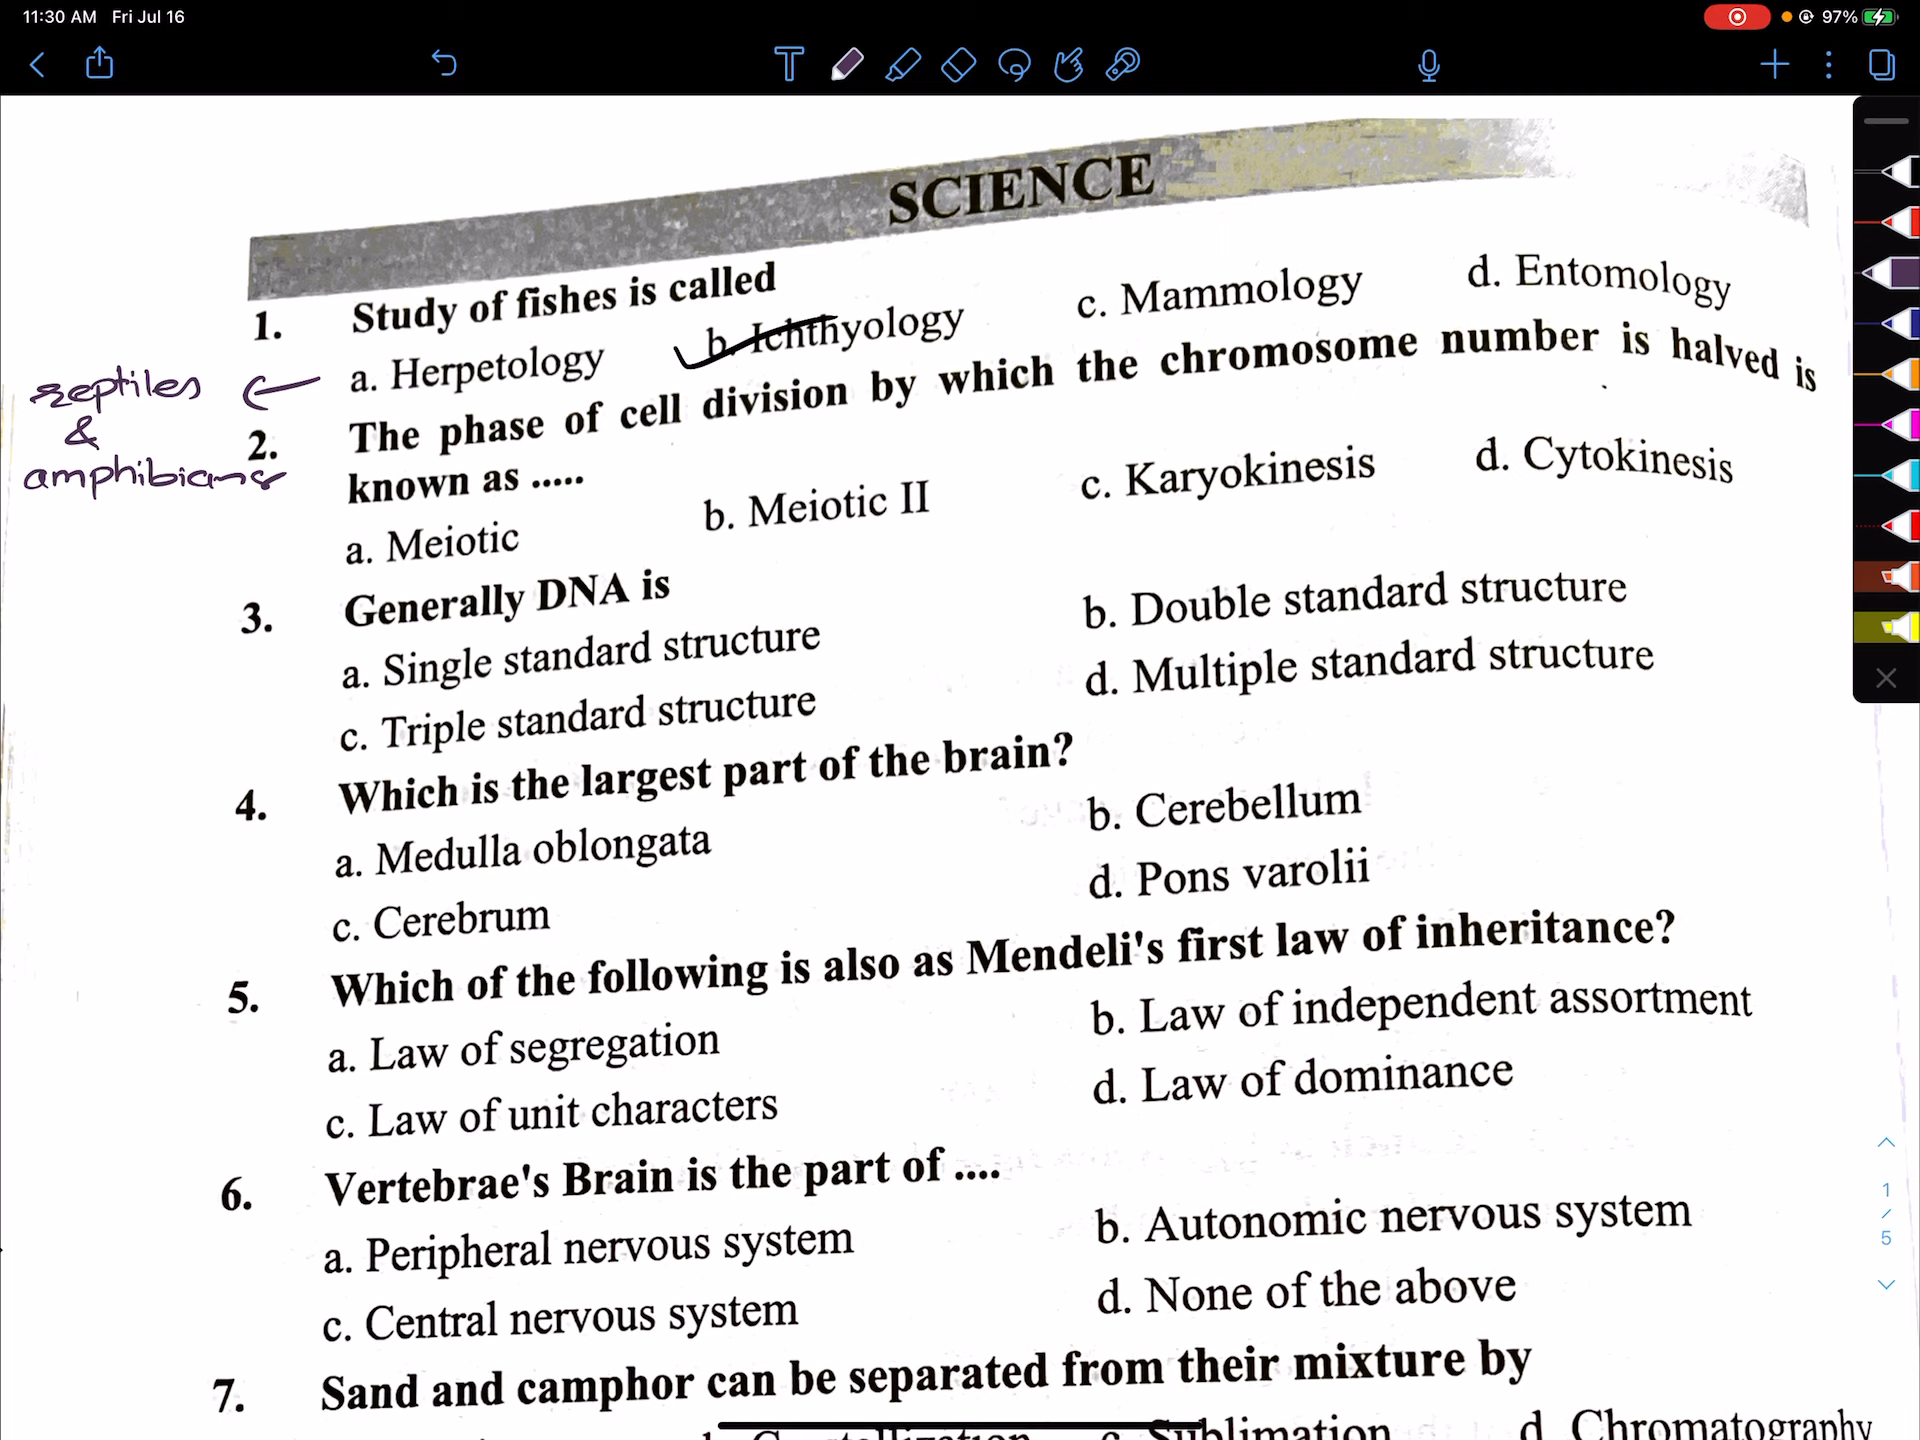 11:30 AM Fri Jul 16
97%
SCIENCE
1. Study of fishes is called
a. Herpetology b. Ichthyology c. Mammology d. Entomology
reptiles
&
amphibians
2. The phase of cell division by which the chromosome number is halved is
known as .....
a. Meiotic b. Meiotic II c. Karyokinesis d. Cytokinesis
3. Generally DNA is
a. Single standard structure b. Double standard structure
c. Triple standard structure d. Multiple standard structure
4. Which is the largest part of the brain?
a. Medulla oblongata b. Cerebellum
c. Cerebrum d. Pons varolii
5. Which of the following is also as Mendeli's first law of inheritance?
a. Law of segregation b. Law of independent assortment
c. Law of unit characters d. Law of dominance
6. Vertebrae's Brain is the part of ....
a. Peripheral nervous system b. Autonomic nervous system
c. Central nervous system d. None of the above
1
/
5
7. Sand and camphor can be separated from their mixture by
c. Sublimation d. Chromatography